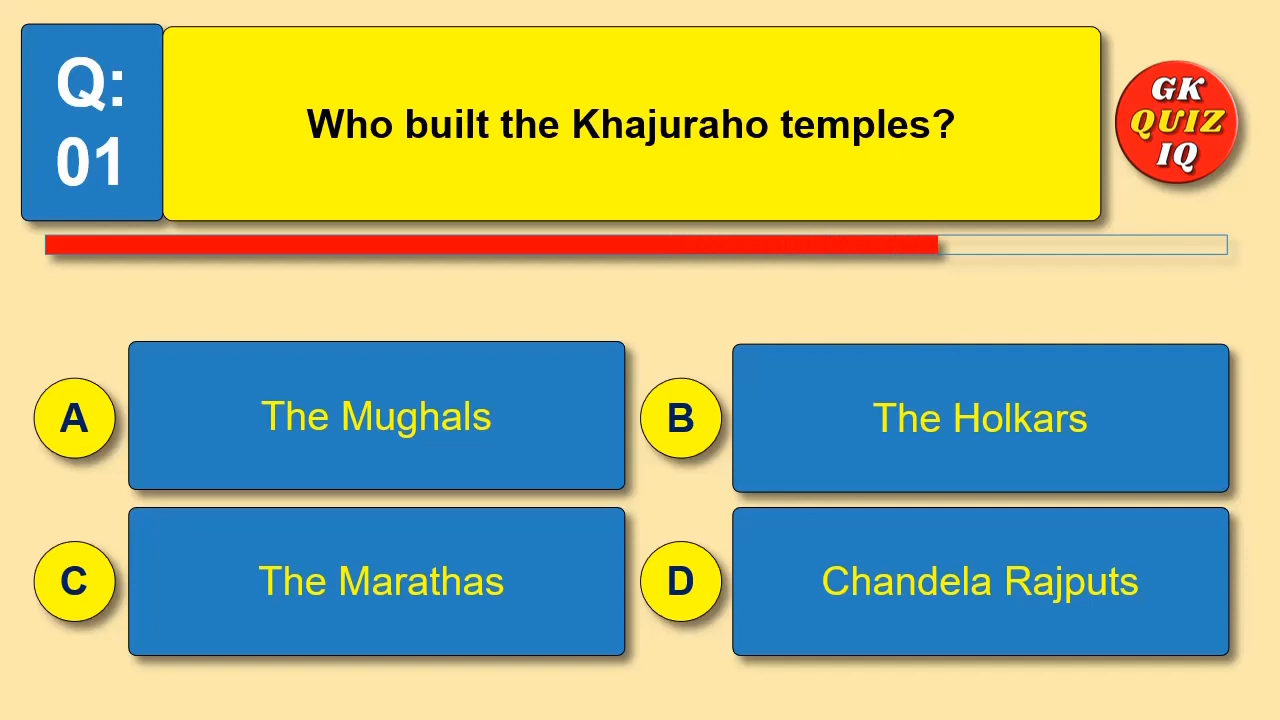 Q:
01
Who built the Khajuraho temples?
GK
QUIZ
IQ
A
The Mughals
B
The Holkars
C
The Marathas
D
Chandela Rajputs